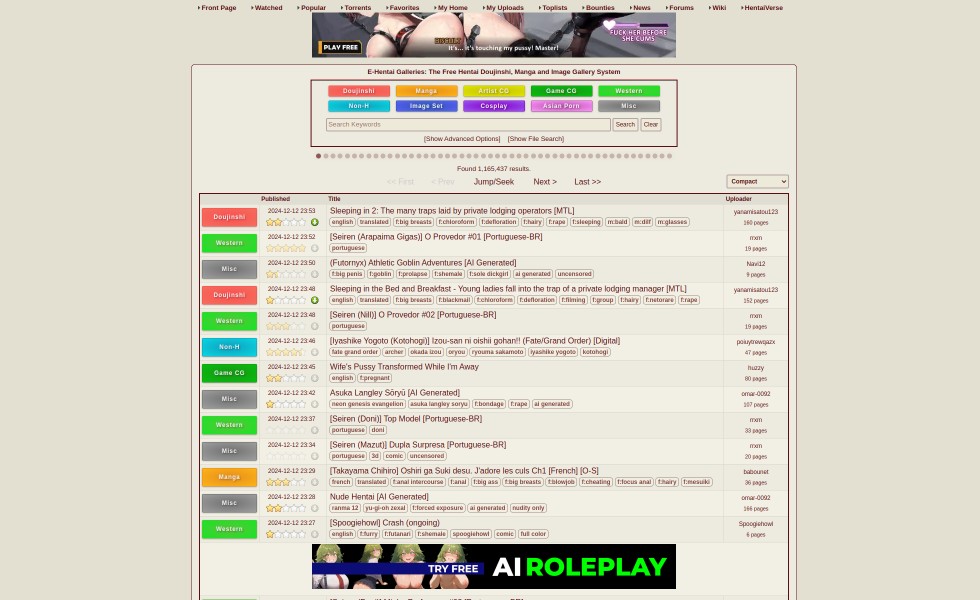 Front Page Watched Popular Torrents Favorites My Home My Uploads Toplists Bounties News Forums Wiki HentaiVerse
PLAY FREE
It's... it's touching my pussy! Master!
FUCK HER BEFORE
SHE CUMS
E-Hentai Galleries: The Free Hentai Doujinshi, Manga and Image Gallery System
Doujinshi Manga Artist CG Game CG Western
Non-H Image Set Cosplay Asian Porn Misc
Search Keywords Search Clear
[Show Advanced Options] [Show File Search]
Found 1,165,437 results.
<< First < Prev Jump/Seek Next > Last >> Compact
Published Title Uploader
Doujinshi 2024-12-12 23:53 Sleeping in 2: The many traps laid by private lodging operators [MTL] yanamisatou123
english translated f:big breasts f:chloroform f:defloration f:hairy f:rape f:sleeping m:bald m:dilf m:glasses 160 pages
Western 2024-12-12 23:52 [Seiren (Arapaima Gigas)] O Provedor #01 [Portuguese-BR] rrxm
portuguese 19 pages
Misc 2024-12-12 23:50 (Futornyx) Athletic Goblin Adventures [AI Generated] Navi12
f:big penis f:goblin f:prolapse f:shemale f:sole dickgirl ai generated uncensored 9 pages
Doujinshi 2024-12-12 23:48 Sleeping in the Bed and Breakfast - Young ladies fall into the trap of a private lodging manager [MTL] yanamisatou123
english translated f:big breasts f:blackmail f:chloroform f:defloration f:filming f:group f:hairy f:netorare f:rape 152 pages
Western 2024-12-12 23:48 [Seiren (Nill)] O Provedor #02 [Portuguese-BR] rrxm
portuguese 19 pages
Non-H 2024-12-12 23:46 [Iyashike Yogoto (Kotohogi)] Izou-san ni oishii gohan!! (Fate/Grand Order) [Digital] poiuytrewqazx
fate grand order archer okada izou oryou ryouma sakamoto iyashike yogoto kotohogi 47 pages
Game CG 2024-12-12 23:45 Wife's Pussy Transformed While I'm Away huzzy
english f:pregnant 80 pages
Misc 2024-12-12 23:42 Asuka Langley Sōryū [AI Generated] omar-0092
neon genesis evangelion asuka langley soryu f:bondage f:rape ai generated 107 pages
Western 2024-12-12 23:37 [Seiren (Doni)] Top Model [Portuguese-BR] rrxm
portuguese doni 33 pages
Misc 2024-12-12 23:34 [Seiren (Mazut)] Dupla Surpresa [Portuguese-BR] rrxm
portuguese 3d comic uncensored 20 pages
Manga 2024-12-12 23:29 [Takayama Chihiro] Oshiri ga Suki desu. J'adore les culs Ch1 [French] [O-S] babounet
french translated f:anal intercourse f:anal f:big ass f:big breasts f:blowjob f:cheating f:focus anal f:hairy f:mesuiki 36 pages
Misc 2024-12-12 23:28 Nude Hentai [AI Generated] omar-0092
ranma 12 yu-gi-oh zexal f:forced exposure ai generated nudity only 166 pages
Western 2024-12-12 23:27 [Spoogiehowl] Crash (ongoing) Spoogiehowl
english f:furry f:futanari f:shemale spoogiehowl comic full color 6 pages
TRY FREE AI ROLEPLAY